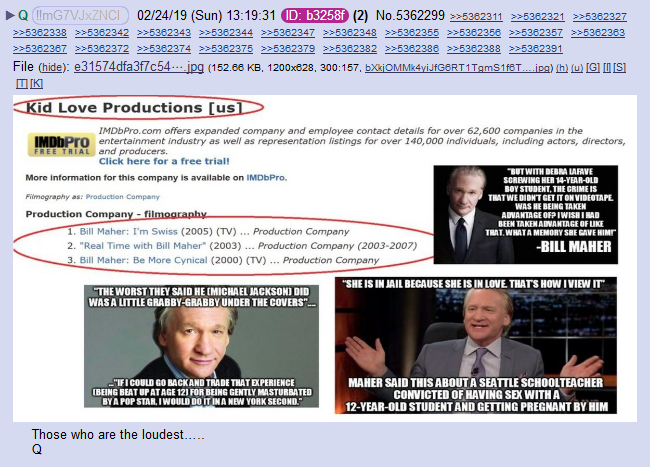 ▶ Q !!mG7VJxZNCI 02/24/19 (Sun) 13:19:31 ID: b3258f (2) No.5362299 >>5362311 >>5362321 >>5362327
>>5362338 >>5362342 >>5362343 >>5362344 >>5362347 >>5362348 >>5362355 >>5362356 >>5362357 >>5362363
>>5362367 >>5362372 >>5362374 >>5362375 >>5362379 >>5362382 >>5362386 >>5362388 >>5362391
File (hide): e31574dfa3f7c54⋯.jpg (152.66 KB, 1200x628, 300:157, bXkjOMMk4yiJfG6RT1TgmS1f6T….jpg) (h) (u) [G] [I] [S]
[T] [K]
Kid Love Productions [us]
IMDbPro
FREE TRIAL
IMDbPro.com offers expanded company and employee contact details for over 62,600 companies in the
entertainment industry as well as representation listings for over 140,000 individuals, including actors, directors,
and producers.
Click here for a free trial!
More information for this company is available on IMDbPro.
Filmography as: Production Company
Production Company - filmography
1. Bill Maher: I'm Swiss (2005) (TV) ... Production Company
2. "Real Time with Bill Maher" (2003) ... Production Company (2003-2007)
3. Bill Maher: Be More Cynical (2000) (TV) ... Production Company
"BUT WITH DEBRA LAFAVE
SCREWING HER 14-YEAR-OLD
BOY STUDENT, THE CRIME IS
THAT WE DIDN'T GET IT ON VIDEOTAPE.
WAS HE BEING TAKEN
ADVANTAGE OF? I WISH I HAD
BEEN TAKEN ADVANTAGE OF LIKE
THAT. WHAT A MEMORY SHE GAVE HIM!"
-BILL MAHER
"THE WORST THEY SAID HE (MICHAEL JACKSON) DID
WAS A LITTLE GRABBY-GRABBY UNDER THE COVERS"...
..."IF I COULD GO BACK AND TRADE THAT EXPERIENCE
(BEING BEAT UP AT AGE 12) FOR BEING GENTLY MASTURBATED
BY A POP STAR, I WOULD DO IT IN A NEW YORK SECOND."
"SHE IS IN JAIL BECAUSE SHE IS IN LOVE. THAT'S HOW I VIEW IT"
MAHER SAID THIS ABOUT A SEATTLE SCHOOLTEACHER
CONVICTED OF HAVING SEX WITH A
12-YEAR-OLD STUDENT AND GETTING PREGNANT BY HIM
Those who are the loudest…..
Q